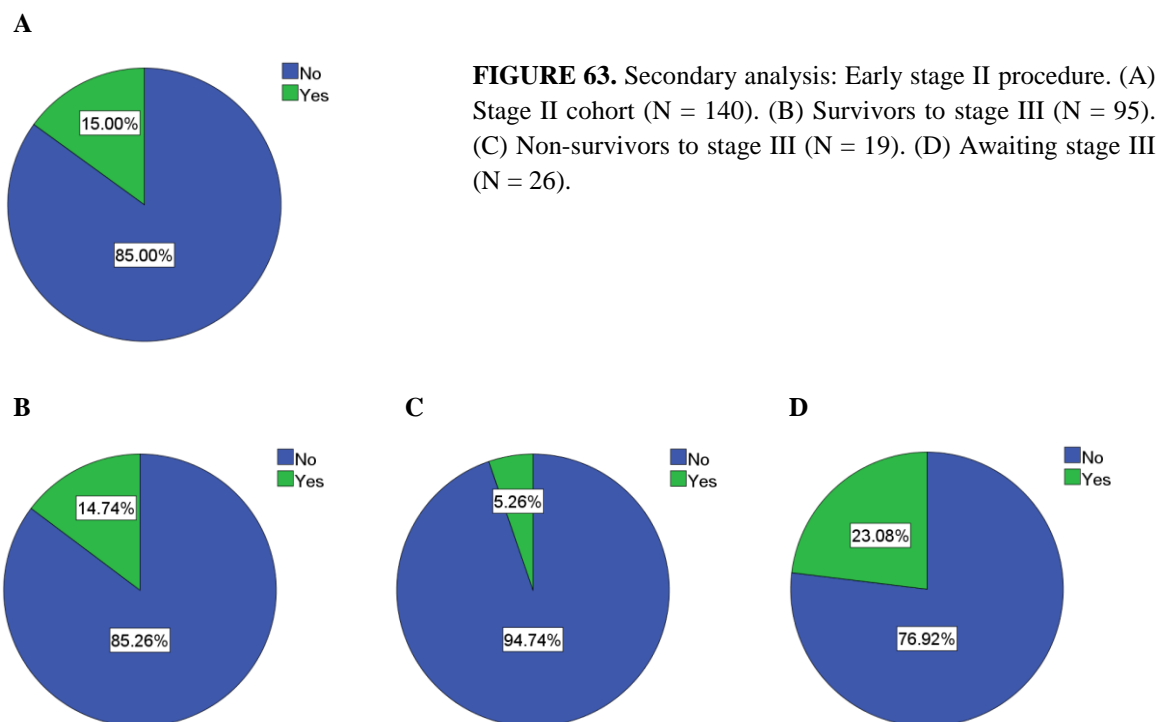 A
No
Yes
15.00%
85.00%
FIGURE 63. Secondary analysis: Early stage II procedure. (A)
Stage II cohort (N = 140). (B) Survivors to stage III (N = 95).
(C) Non-survivors to stage III (N = 19). (D) Awaiting stage III
(N = 26).
B
No
Yes
14.74%
85.26%
C
No
Yes
5.26%
94.74%
D
No
Yes
23.08%
76.92%